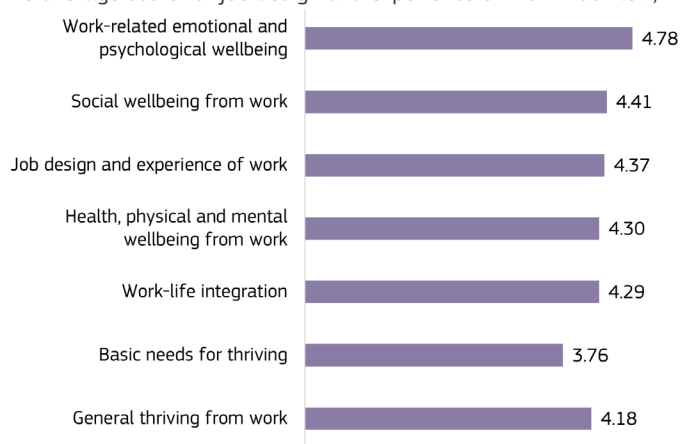 Work-related emotional and
psychological wellbeing
4.78
Social wellbeing from work
4.41
Job design and experience of work
4.37
Health, physical and mental
wellbeing from work
4.30
Work-life integration
4.29
Basic needs for thriving
3.76
General thriving from work
4.18